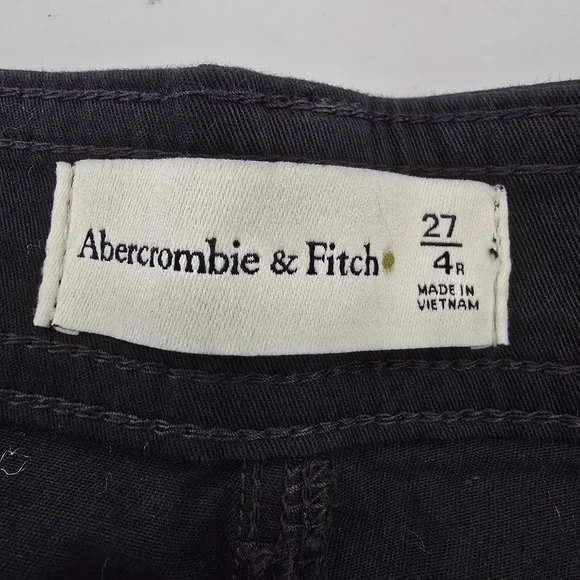 Abercrombie & Fitch
27
4R
MADE IN
VIETNAM